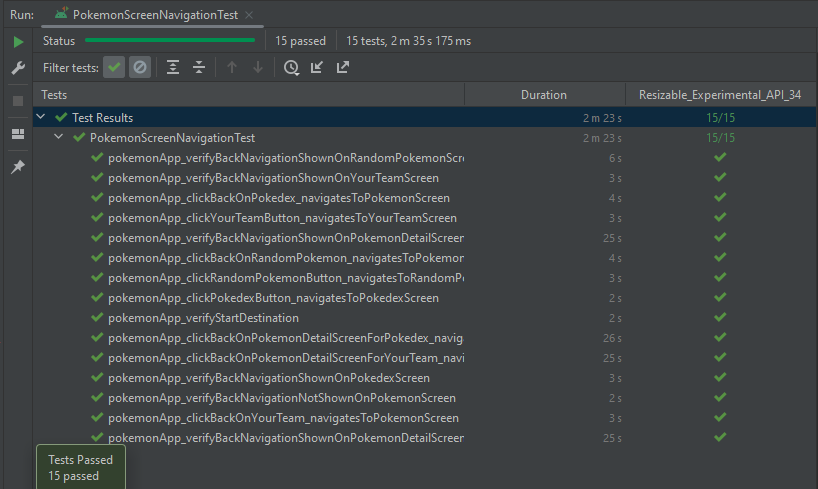 Run: PokemonScreenNavigationTest
Status 15 passed 15 tests, 2 m 35 s 175 ms
Filter tests:
Tests Duration Resizable_Experimental_API_34
Test Results 2 m 23 s 15/15
PokemonScreenNavigationTest 2 m 23 s 15/15
pokemonApp_verifyBackNavigationShownOnRandomPokemonScre 6 s
pokemonApp_verifyBackNavigationShownOnYourTeamScreen 3 s
pokemonApp_clickBackOnPokedex_navigatesToPokemonScreen 4 s
pokemonApp_clickYourTeamButton_navigatesToYourTeamScreen 3 s
pokemonApp_verifyBackNavigationShownOnPokemonDetailScreen 25 s
pokemonApp_clickBackOnRandomPokemon_navigatesToPokemon 4 s
pokemonApp_clickRandomPokemonButton_navigatesToRandomP 3 s
pokemonApp_clickPokedexButton_navigatesToPokedexScreen 2 s
pokemonApp_verifyStartDestination 2 s
pokemonApp_clickBackOnPokemonDetailScreenForPokedex_navig 26 s
pokemonApp_clickBackOnPokemonDetailScreenForYourTeam_navi 25 s
pokemonApp_verifyBackNavigationShownOnPokedexScreen 3 s
pokemonApp_verifyBackNavigationNotShownOnPokemonScreen 2 s
pokemonApp_clickBackOnYourTeam_navigatesToPokemonScreen 3 s
pokemonApp_verifyBackNavigationShownOnPokemonDetailScreen 25 s
Tests Passed
15 passed